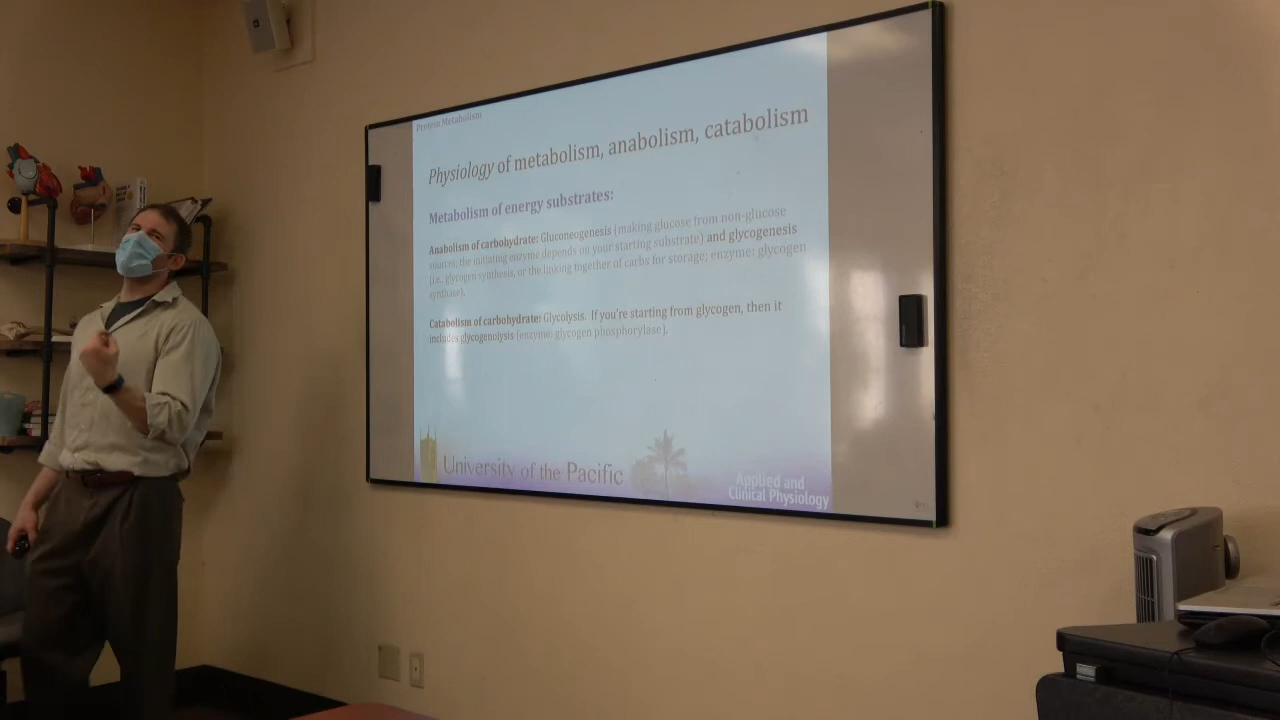 Protein Metabolism
Physiology of metabolism, anabolism, catabolism
Metabolism of energy substrates:
Anabolism of carbohydrate: Gluconeogenesis (making glucose from non-glucose
sources, the initiating enzyme depends on your starting substrate) and glycogenesis
(i.e., glycogen synthesis, or the linking together of carbs for storage; enzyme: glycogen
synthase).
Catabolism of carbohydrate: Glycolysis. If you're starting from glycogen, then it
includes glycogenolysis (enzyme: glycogen phosphorylase).
University of the Pacific
Applied and
Clinical Physiology